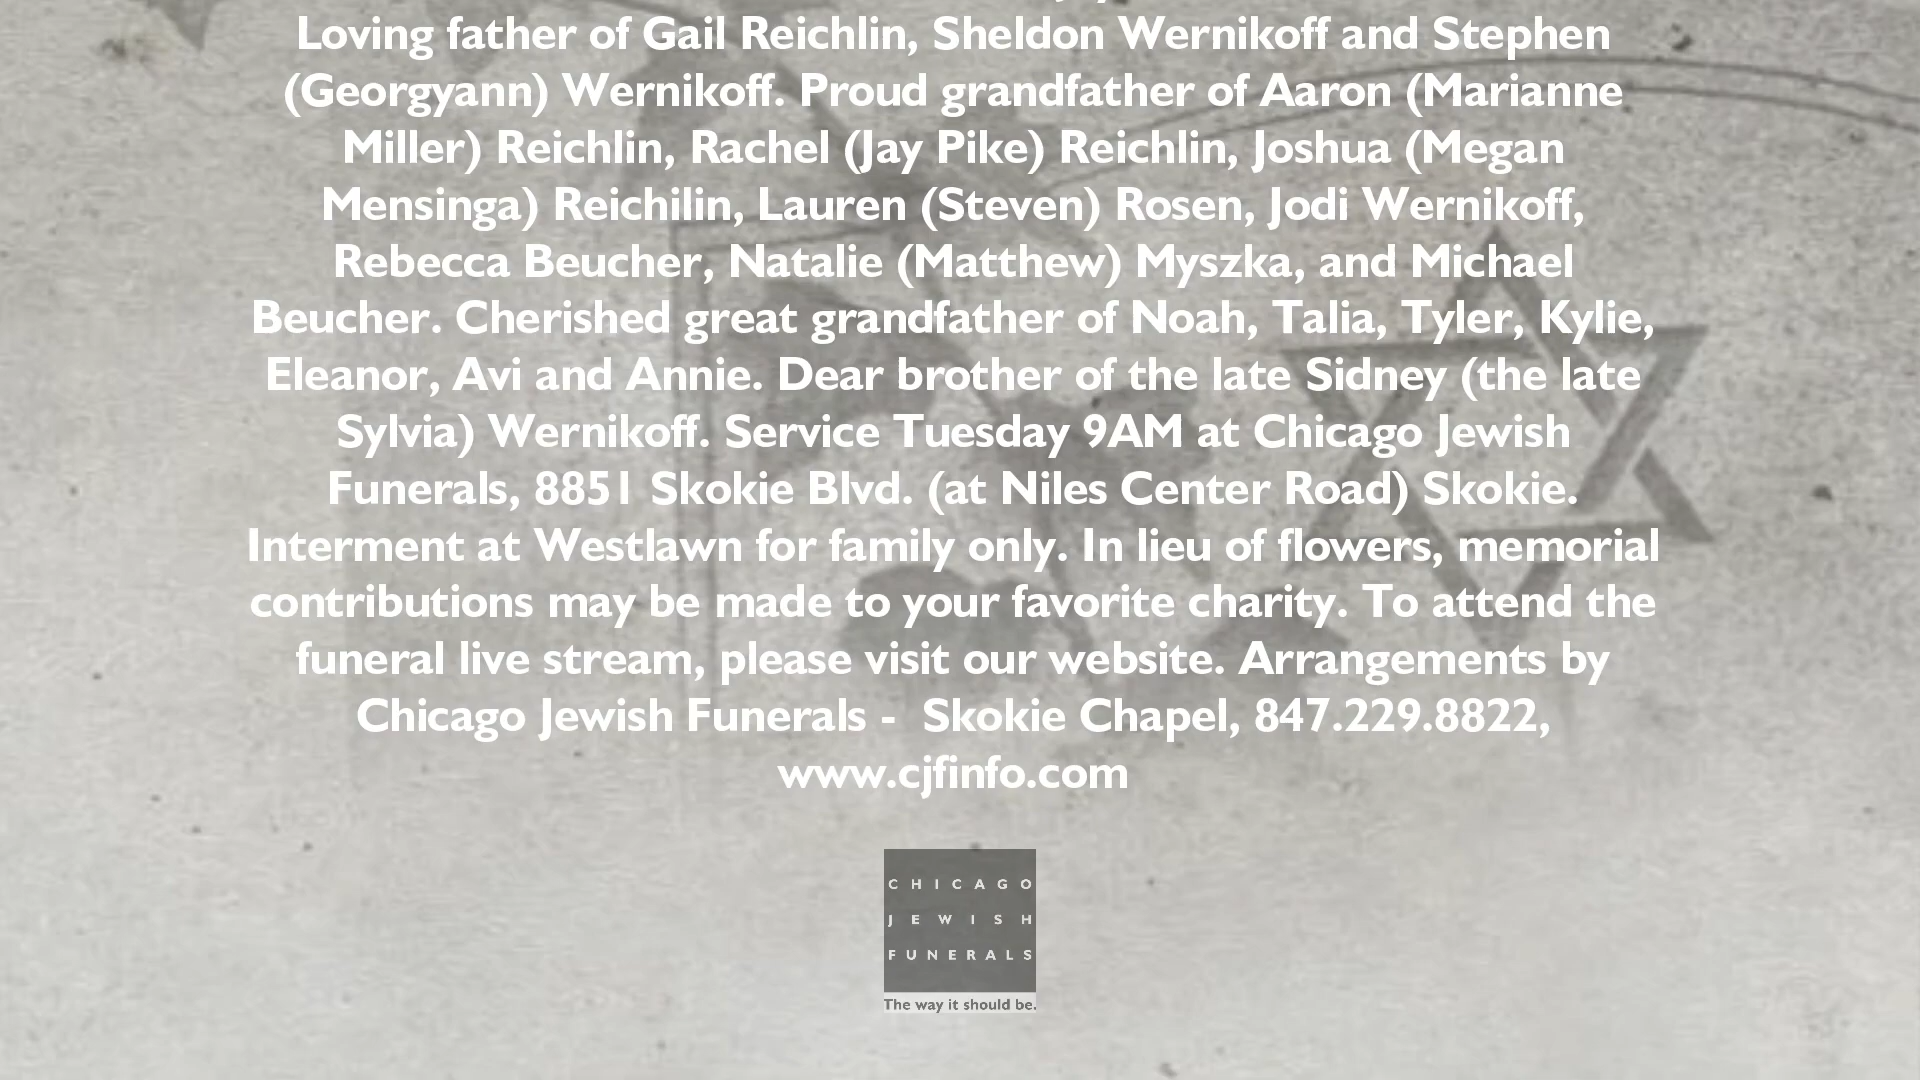 Loving father of Gail Reichlin, Sheldon Wernikoff and Stephen
(Georgyann) Wernikoff. Proud grandfather of Aaron (Marianne
Miller) Reichlin, Rachel (Jay Pike) Reichlin, Joshua (Megan
Mensinga) Reichilin, Lauren (Steven) Rosen, Jodi Wernikoff,
Rebecca Beucher, Natalie (Matthew) Myszka, and Michael
Beucher. Cherished great grandfather of Noah, Talia, Tyler, Kylie,
Eleanor, Avi and Annie. Dear brother of the late Sidney (the late
Sylvia) Wernikoff. Service Tuesday 9AM at Chicago Jewish
Funerals, 8851 Skokie Blvd. (at Niles Center Road) Skokie.
Interment at Westlawn for family only. In lieu of flowers, memorial
contributions may be made to your favorite charity. To attend the
funeral live stream, please visit our website. Arrangements by
Chicago Jewish Funerals -  Skokie Chapel, 847.229.8822,
www.cjfinfo.com
CHICAGO
JEWISH
FUNERALS
The way it should be.